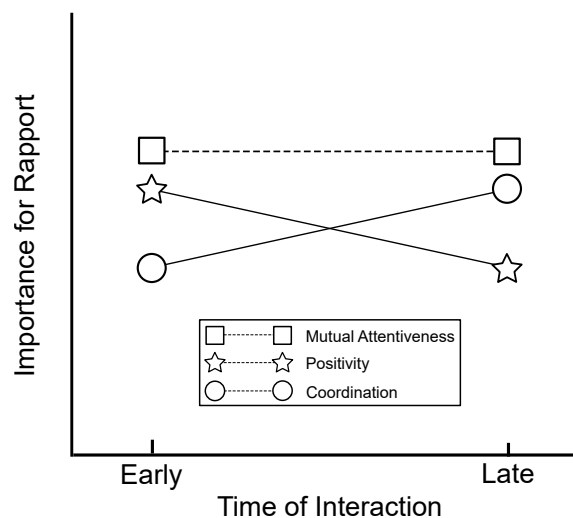 Importance for Rapport
Mutual Attentiveness
Positivity
Coordination
Early
Late
Time of Interaction